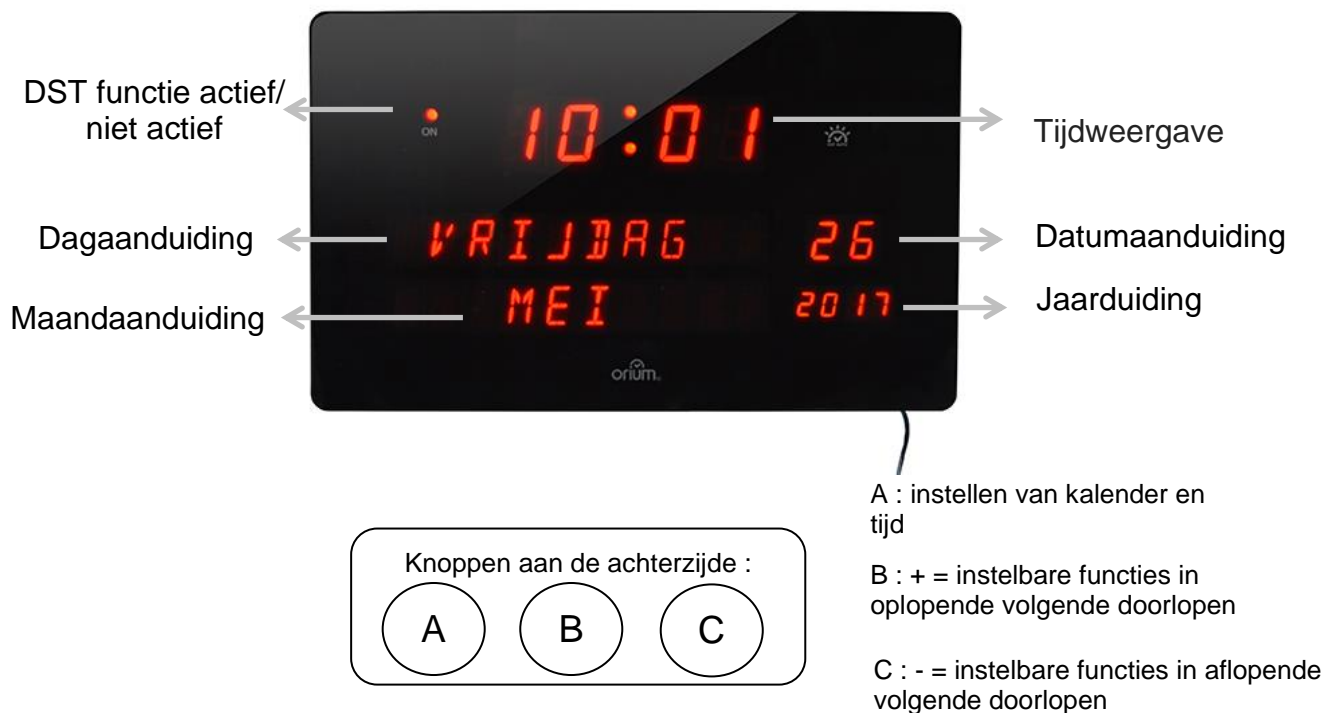 DST functie actief/
niet actief
ON
10:01
Tijdweergave
Dagaanduiding
VRIJDAG
26
Datumaanduiding
Maandaanduiding
MEI
2017
Jaarduiding
orium
A : instellen van kalender en
tijd
Knoppen aan de achterzijde :
A
B
C
B : + = instelbare functies in
oplopende volgende doorlopen
C : - = instelbare functies in aflopende
volgende doorlopen